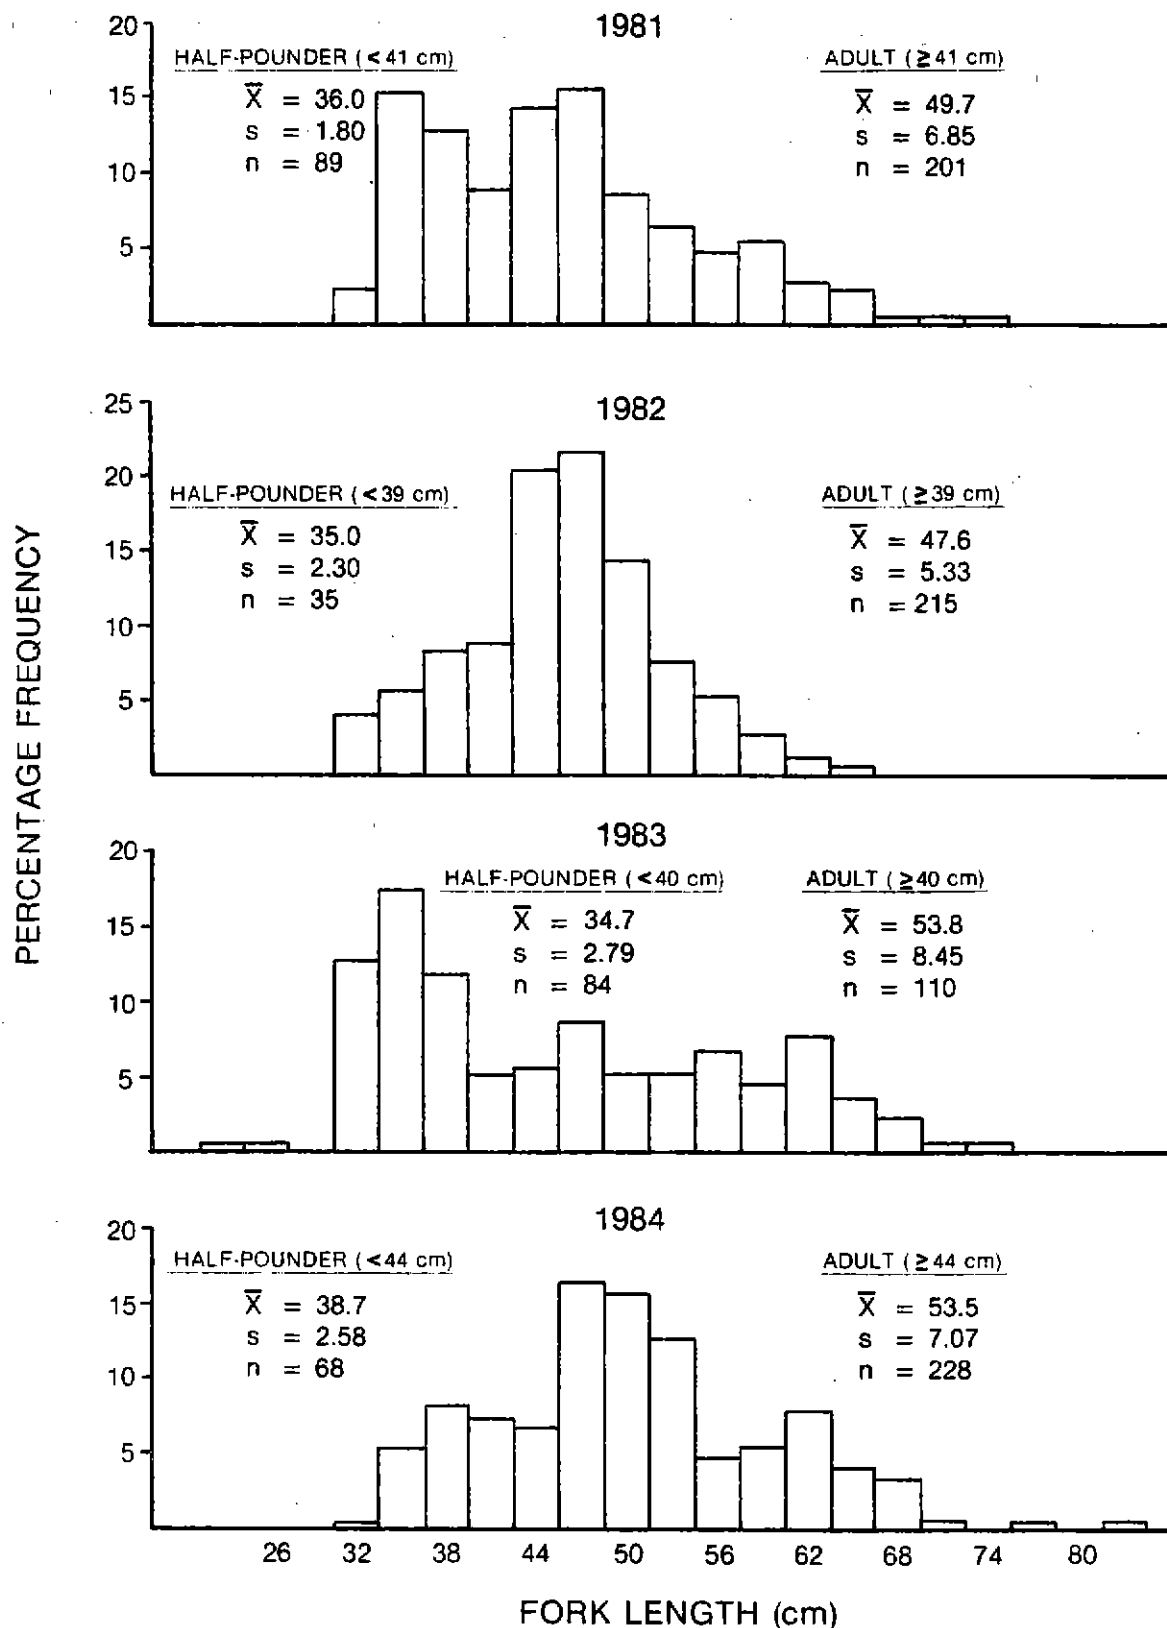 PERCENTAGE FREQUENCY
1981
20
15
10
5
HALF-POUNDER (<41 cm)
X̅ = 36.0
s = 1.80
n = 89
ADULT (≥41 cm)
X̅ = 49.7
s = 6.85
n = 201
1982
25
20
15
10
5
HALF-POUNDER (<39 cm)
X̅ = 35.0
s = 2.30
n = 35
ADULT (≥39 cm)
X̅ = 47.6
s = 5.33
n = 215
1983
20
15
10
5
HALF-POUNDER (<40 cm)
X̅ = 34.7
s = 2.79
n = 84
ADULT (≥40 cm)
X̅ = 53.8
s = 8.45
n = 110
1984
20
15
10
5
HALF-POUNDER (<44 cm)
X̅ = 38.7
s = 2.58
n = 68
ADULT (≥44 cm)
X̅ = 53.5
s = 7.07
n = 228
26 32 38 44 50 56 62 68 74 80
FORK LENGTH (cm)